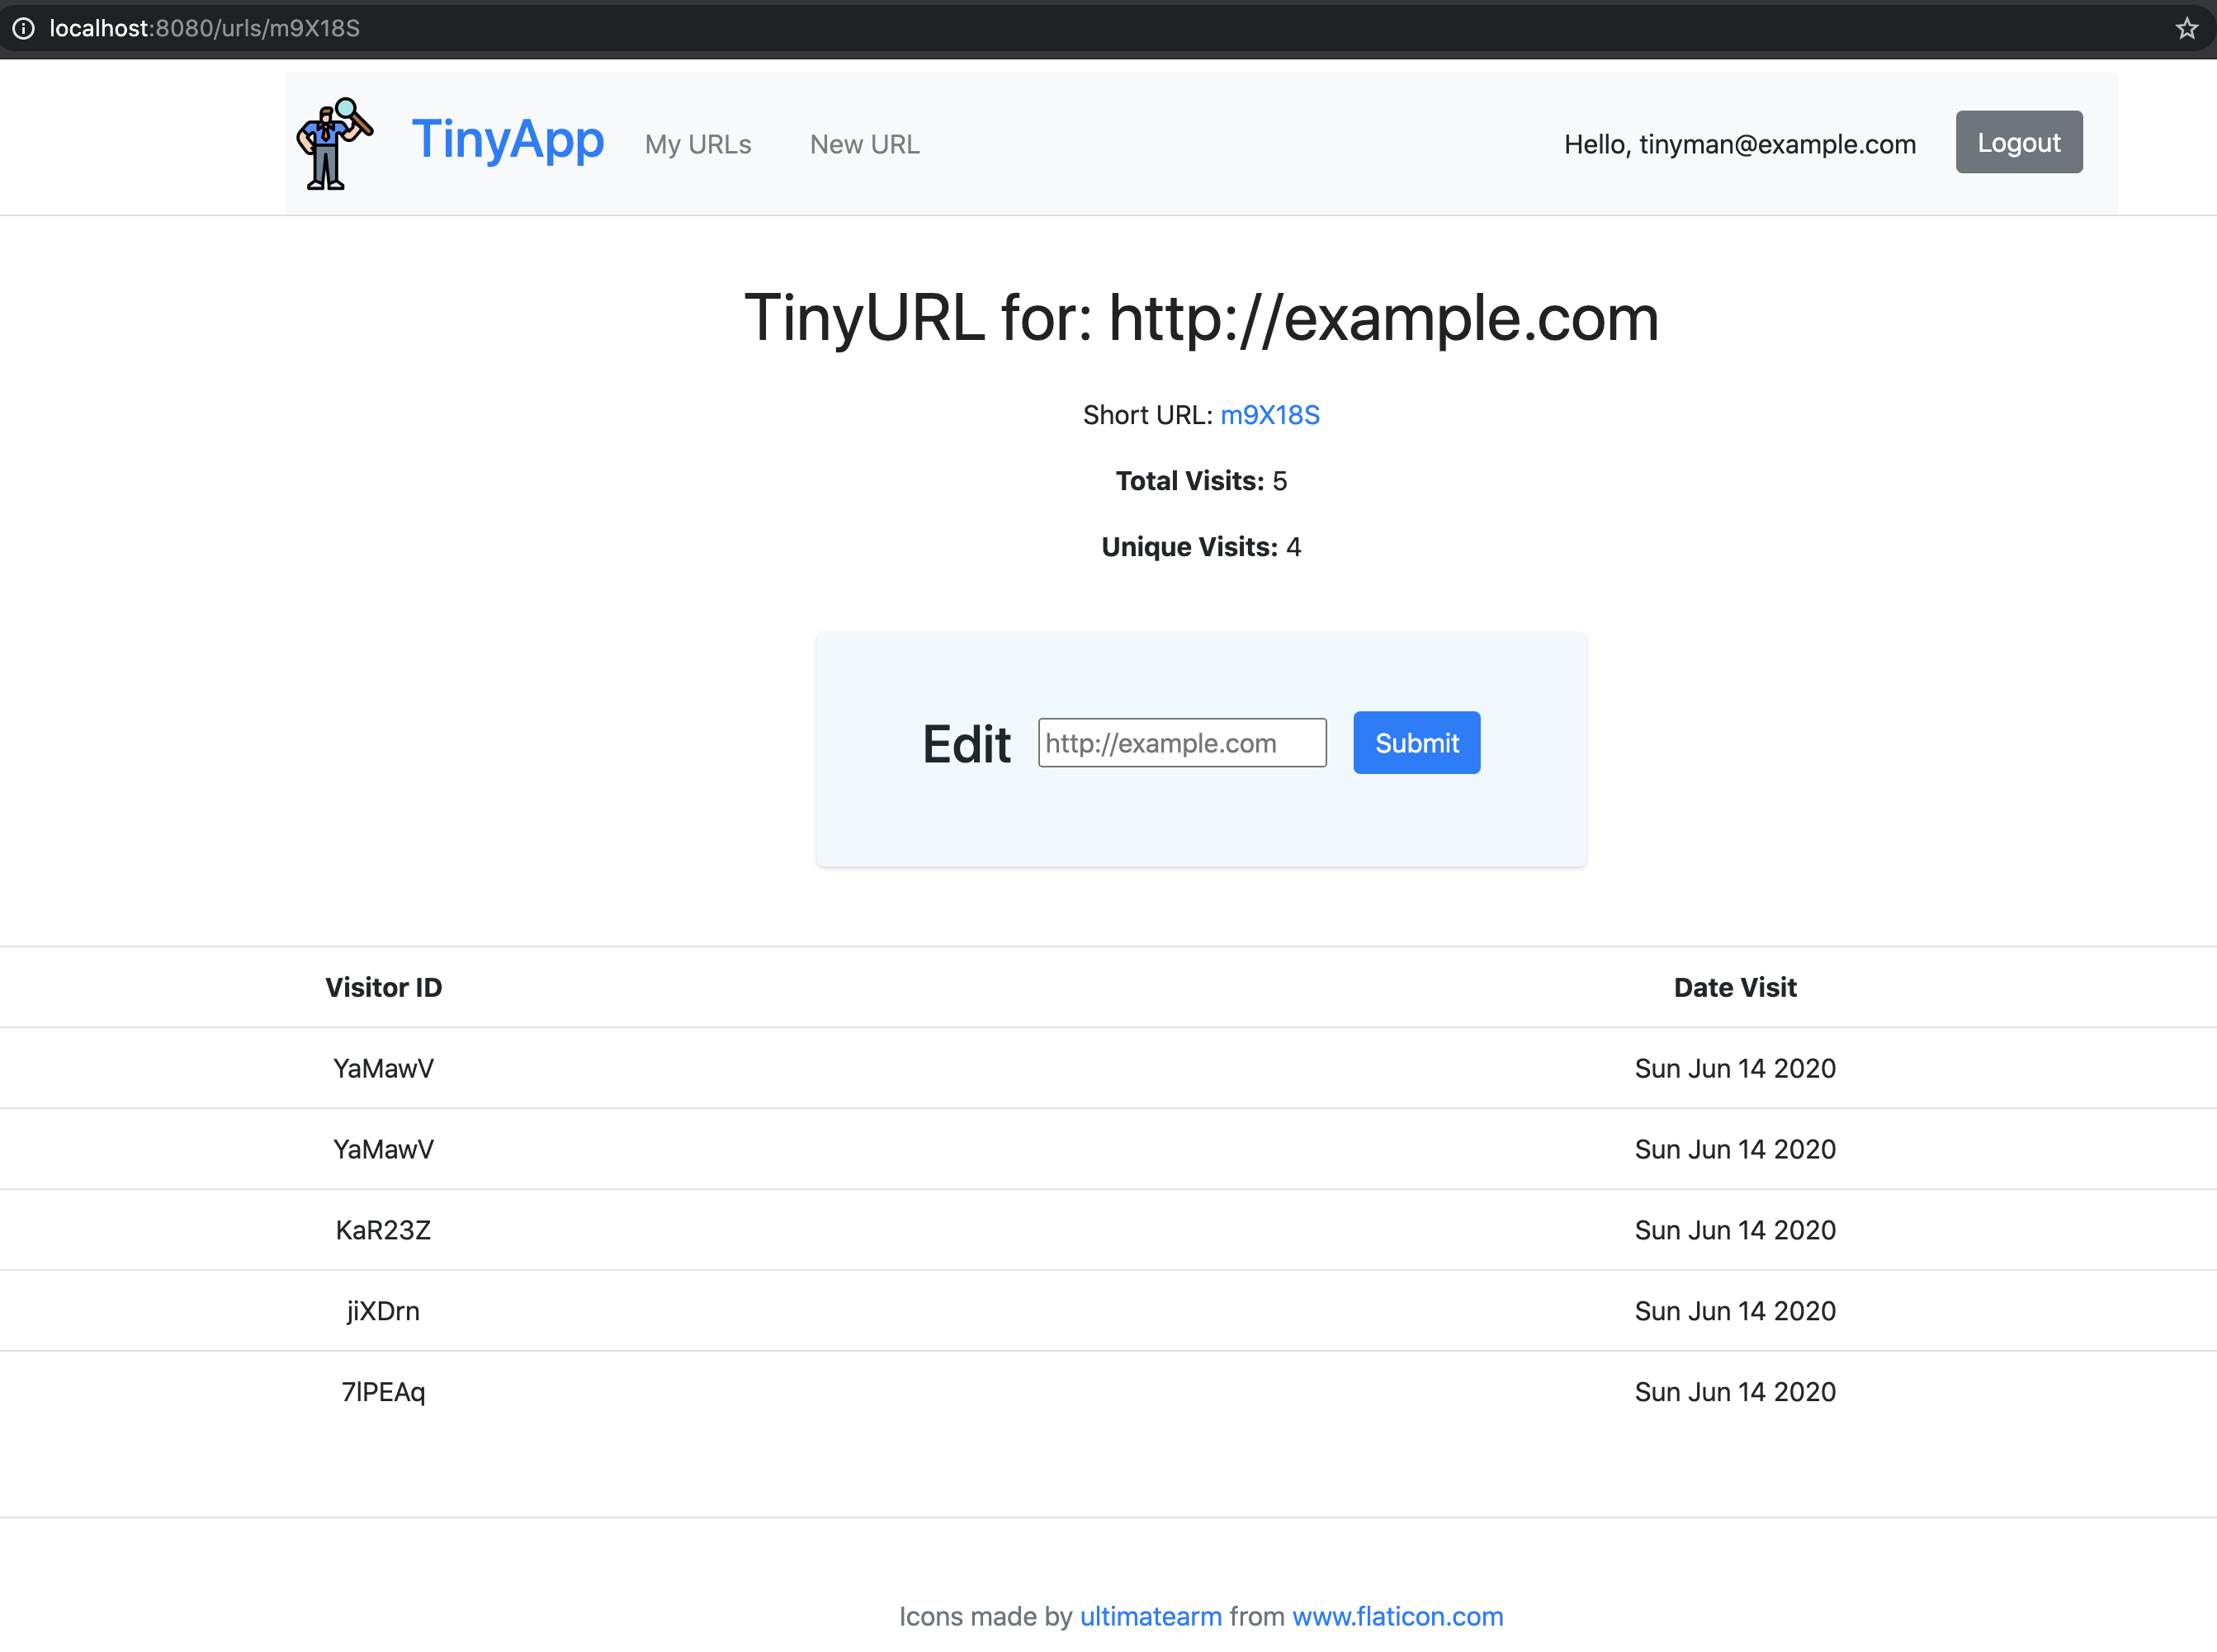 localhost:8080/urls/m9X18S
TinyApp My URLs New URL Hello, tinyman@example.com Logout
TinyURL for: http://example.com
Short URL: m9X18S
Total Visits: 5
Unique Visits: 4
Edit http://example.com Submit
Visitor ID Date Visit
YaMawV Sun Jun 14 2020
YaMawV Sun Jun 14 2020
KaR23Z Sun Jun 14 2020
jiXDrn Sun Jun 14 2020
7lPEAq Sun Jun 14 2020
Icons made by ultimatearm from www.flaticon.com